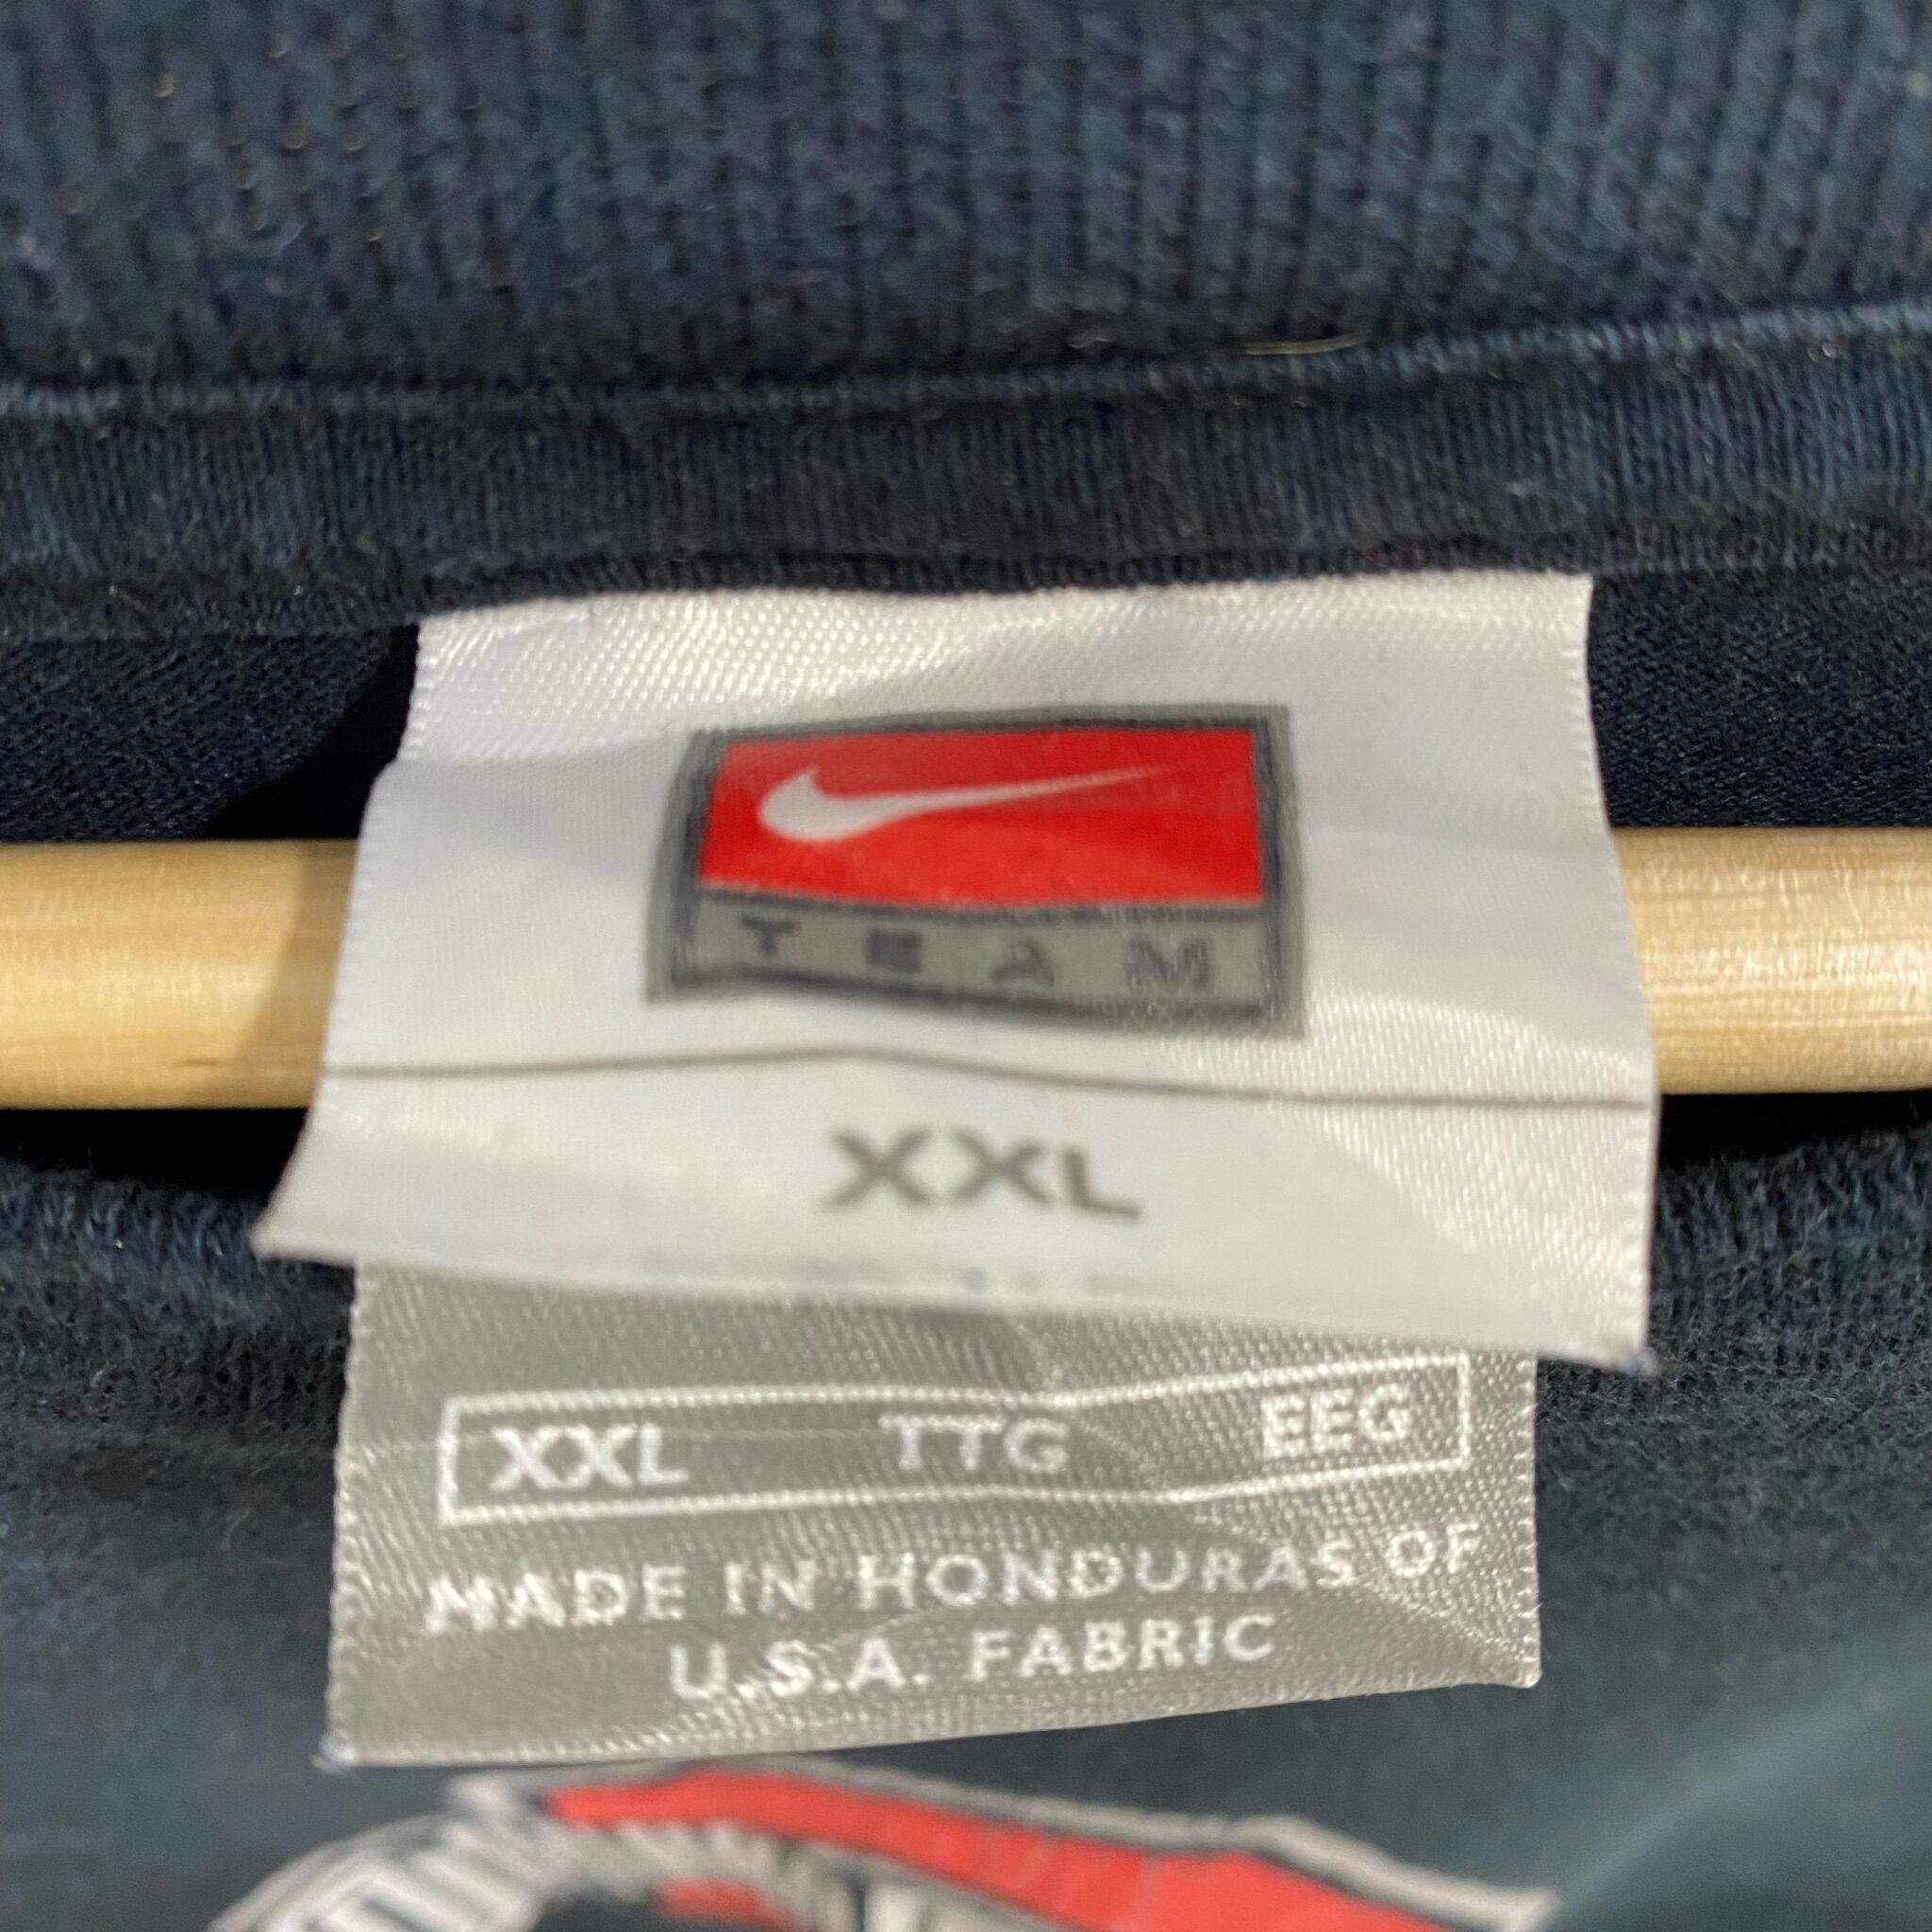 TEAM
XXL
XXL TTG EEG
MADE IN HONDURAS OF
U.S.A. FABRIC